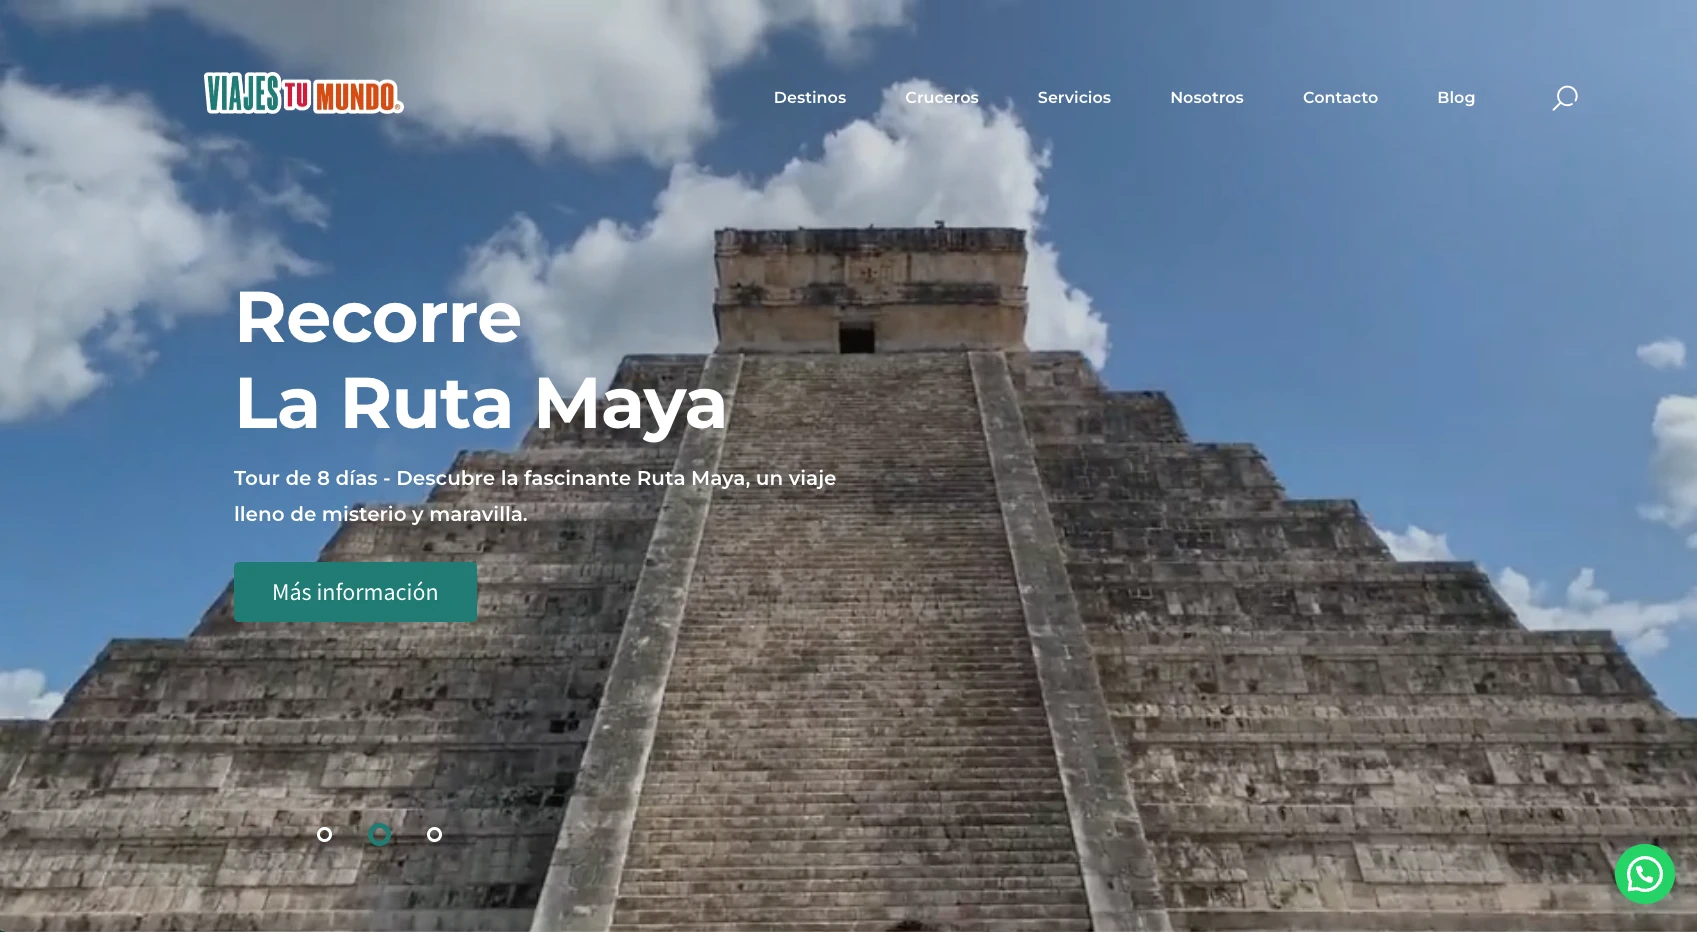 VIAJES TU MUNDO®
Destinos
Cruceros
Servicios
Nosotros
Contacto
Blog
Recorre
La Ruta Maya
Tour de 8 días - Descubre la fascinante Ruta Maya, un viaje
lleno de misterio y maravilla.
Más información